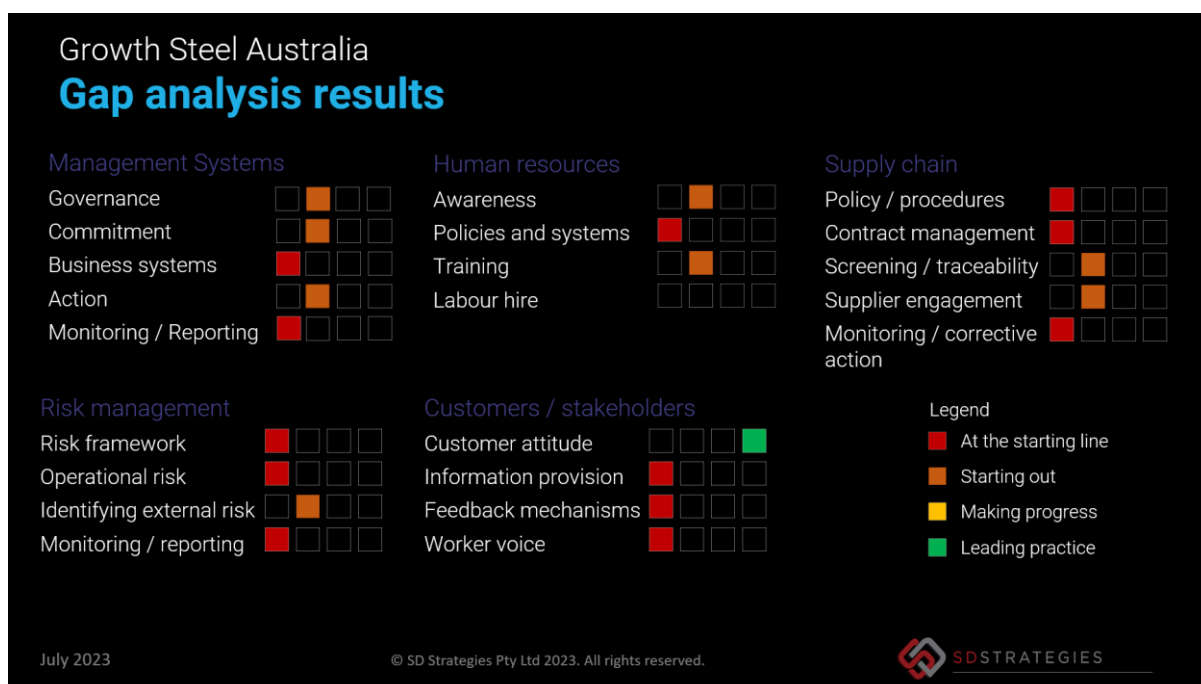 Growth Steel Australia
Gap analysis results
Management Systems
Governance
Commitment
Business systems
Action
Monitoring / Reporting
Human resources
Awareness
Policies and systems
Training
Labour hire
Supply chain
Policy / procedures
Contract management
Screening / traceability
Supplier engagement
Monitoring / corrective
action
Risk management
Risk framework
Operational risk
Identifying external risk
Monitoring / reporting
Customers / stakeholders
Customer attitude
Information provision
Feedback mechanisms
Worker voice
Legend
At the starting line
Starting out
Making progress
Leading practice
July 2023
© SD Strategies Pty Ltd 2023. All rights reserved.
SDSTRATEGIES